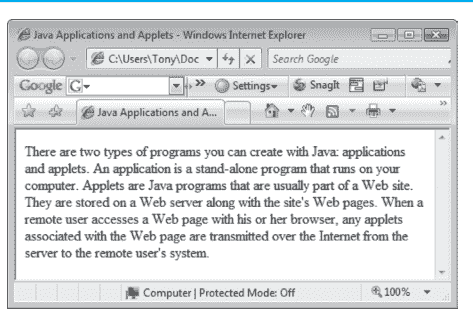 Java Applications and Applets - Windows Internet Explorer
C:\Users\Tony\Doc Search Google
Google G Settings SnagIt
Java Applications and A...
There are two types of programs you can create with Java: applications
and applets. An application is a stand-alone program that runs on your
computer. Applets are Java programs that are usually part of a Web site.
They are stored on a Web server along with the site's Web pages. When a
remote user accesses a Web page with his or her browser, any applets
associated with the Web page are transmitted over the Internet from the
server to the remote user's system.
Computer | Protected Mode: Off 100%